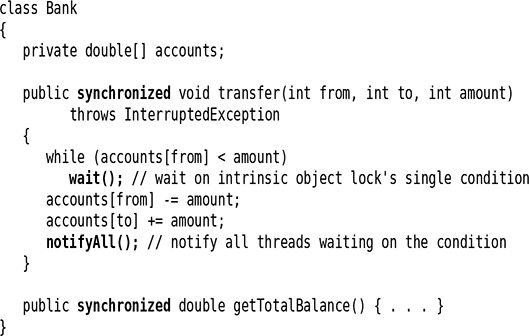 class Bank
{
private double[] accounts;
public synchronized void transfer(int from, int to, int amount)
throws InterruptedException
{
while (accounts[from] < amount)
wait(); // wait on intrinsic object lock's single condition
accounts[from] -= amount;
accounts[to] += amount;
notifyAll(); // notify all threads waiting on the condition
}
public synchronized double getTotalBalance() { . . . }
}